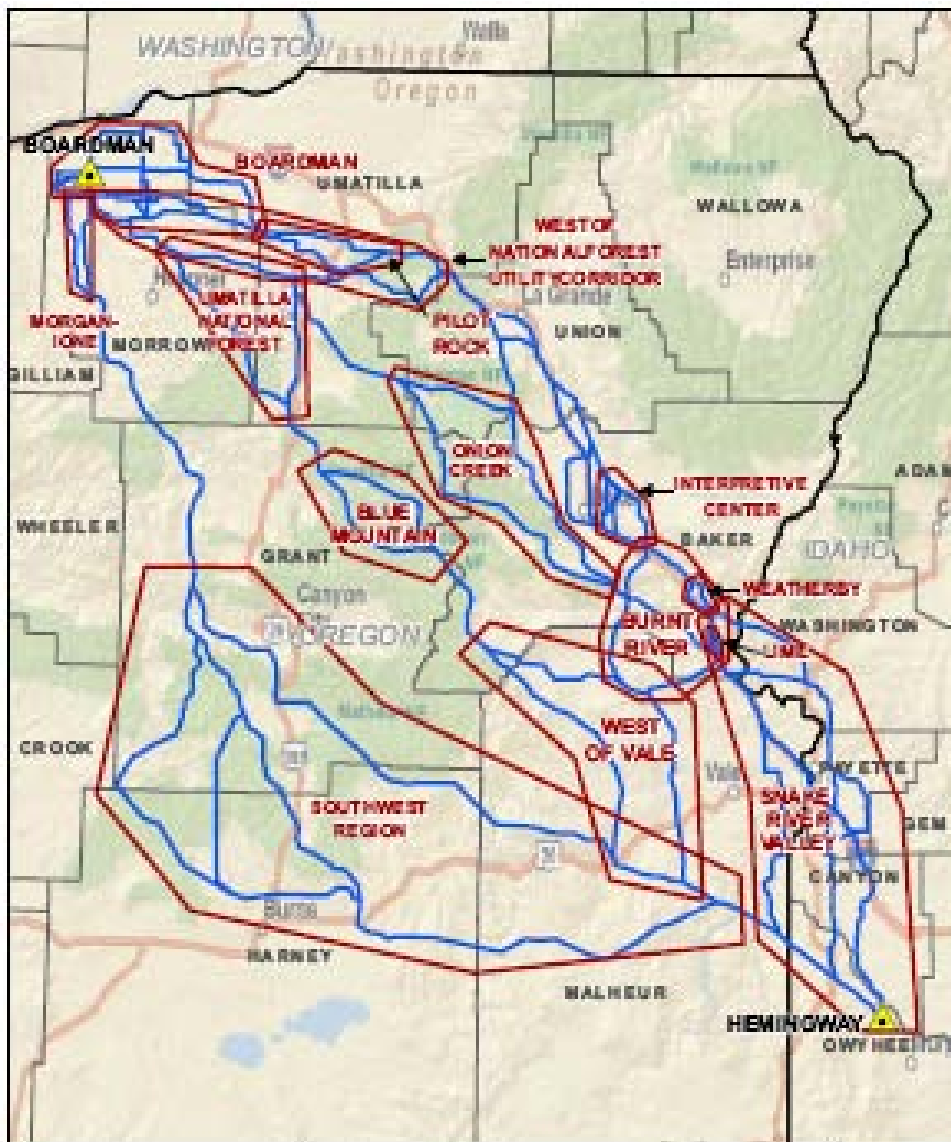 WASHINGTON
Walla
Washington
Oregon
BOARDMAN
BOARDMAN
UMATILLA
WALLOWA
WEST OF
NATIONAL FOREST
UTILITY CORRIDOR
Enterprise
La Grande
UNION
UMATILLA
NATIONAL
FOREST
MORGAN-
IONE
MORROW
PILOT
ROCK
GILLIAM
ONION
CREEK
INTERPRETIVE
CENTER
ADAM
WHEELER
BLUE
MOUNTAIN
BAKER
IDAHO
GRANT
Canyon
WEATHERBY
OREGON
BURNT
RIVER
WASHINGTON
LIME
CROOK
WEST
OF VALE
Vale
PAYETTE
SOUTHWEST
REGION
SNAKE
RIVER
VALLEY
GEM
CANYON
Burns
HARNEY
MALHEUR
HEMINGWAY
OWYHEE